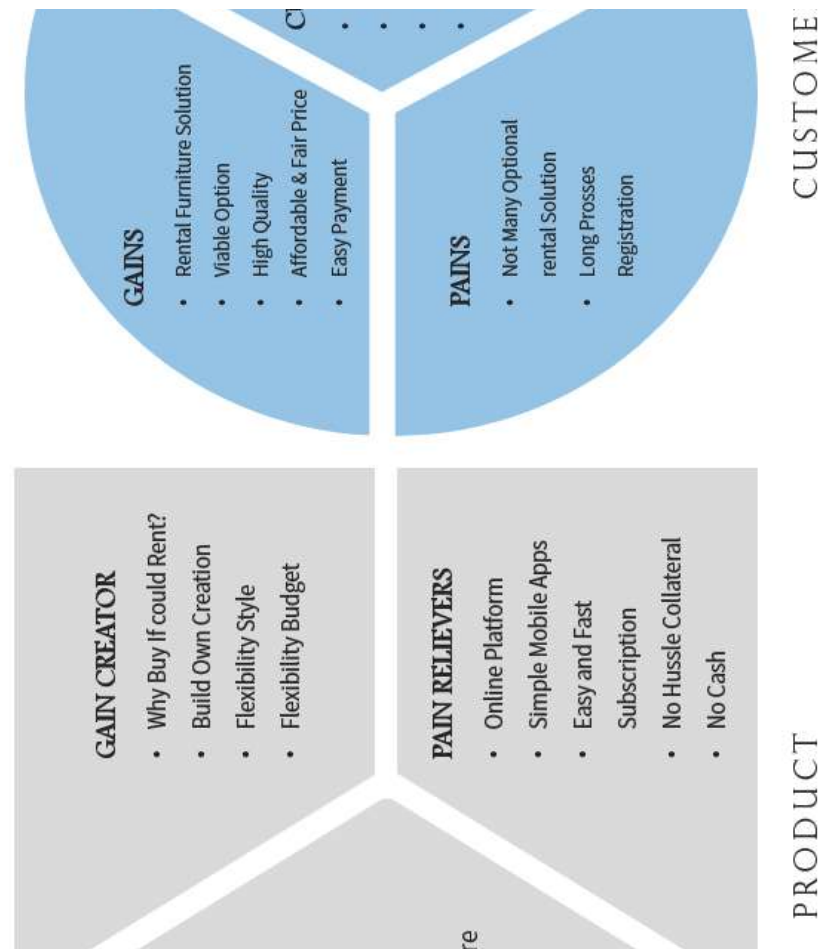 GAIN CREATOR
• Why Buy If could Rent?
• Build Own Creation
• Flexibility Style
• Flexibility Budget
GAINS
• Rental Furniture Solution
• Viable Option
• High Quality
• Affordable & Fair Price
• Easy Payment
PAIN RELIEVERS
• Online Platform
• Simple Mobile Apps
• Easy and Fast
Subscription
• No Hussle Collateral
• No Cash
PAINS
• Not Many Optional
rental Solution
• Long Prosses
Registration
PRODUCT